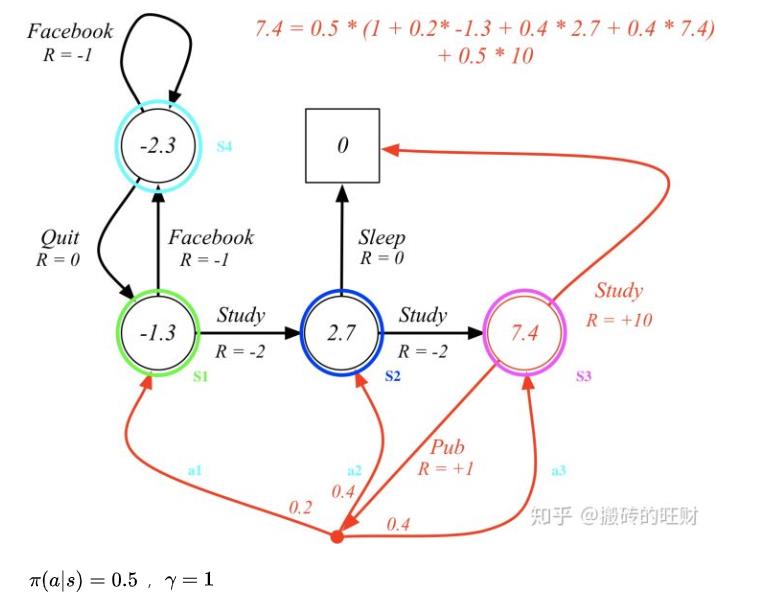 Facebook
R = -1
7.4 = 0.5 * (1 + 0.2* -1.3 + 0.4 * 2.7 + 0.4 * 7.4)
+ 0.5 * 10
-2.3
S4
0
Quit
R = 0
Facebook
R = -1
Sleep
R = 0
-1.3
S1
Study
R = -2
2.7
S2
Study
R = -2
7.4
S3
Study
R = +10
Pub
R = +1
a1
a2
a3
0.2
0.4
0.4
知乎 @搬砖的旺财
π(a|s) = 0.5 , γ = 1